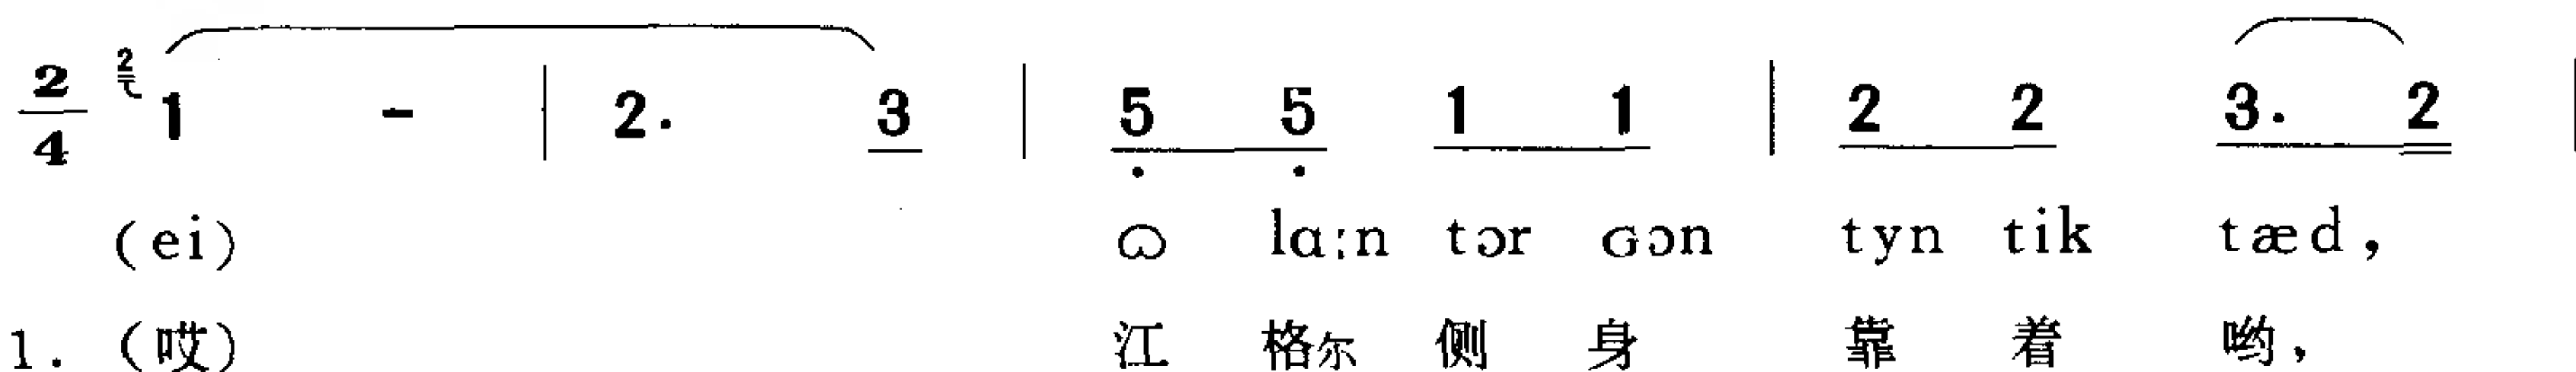 2/4 2 1 - | 2. 3 | 5 5 1 1 | 2 2 3. 2 |
(ei) ɷ lɑːn tɔr ɢɔn tyn tik tæd,
1. (哎) 江 格尔 侧 身 靠 着 哟,